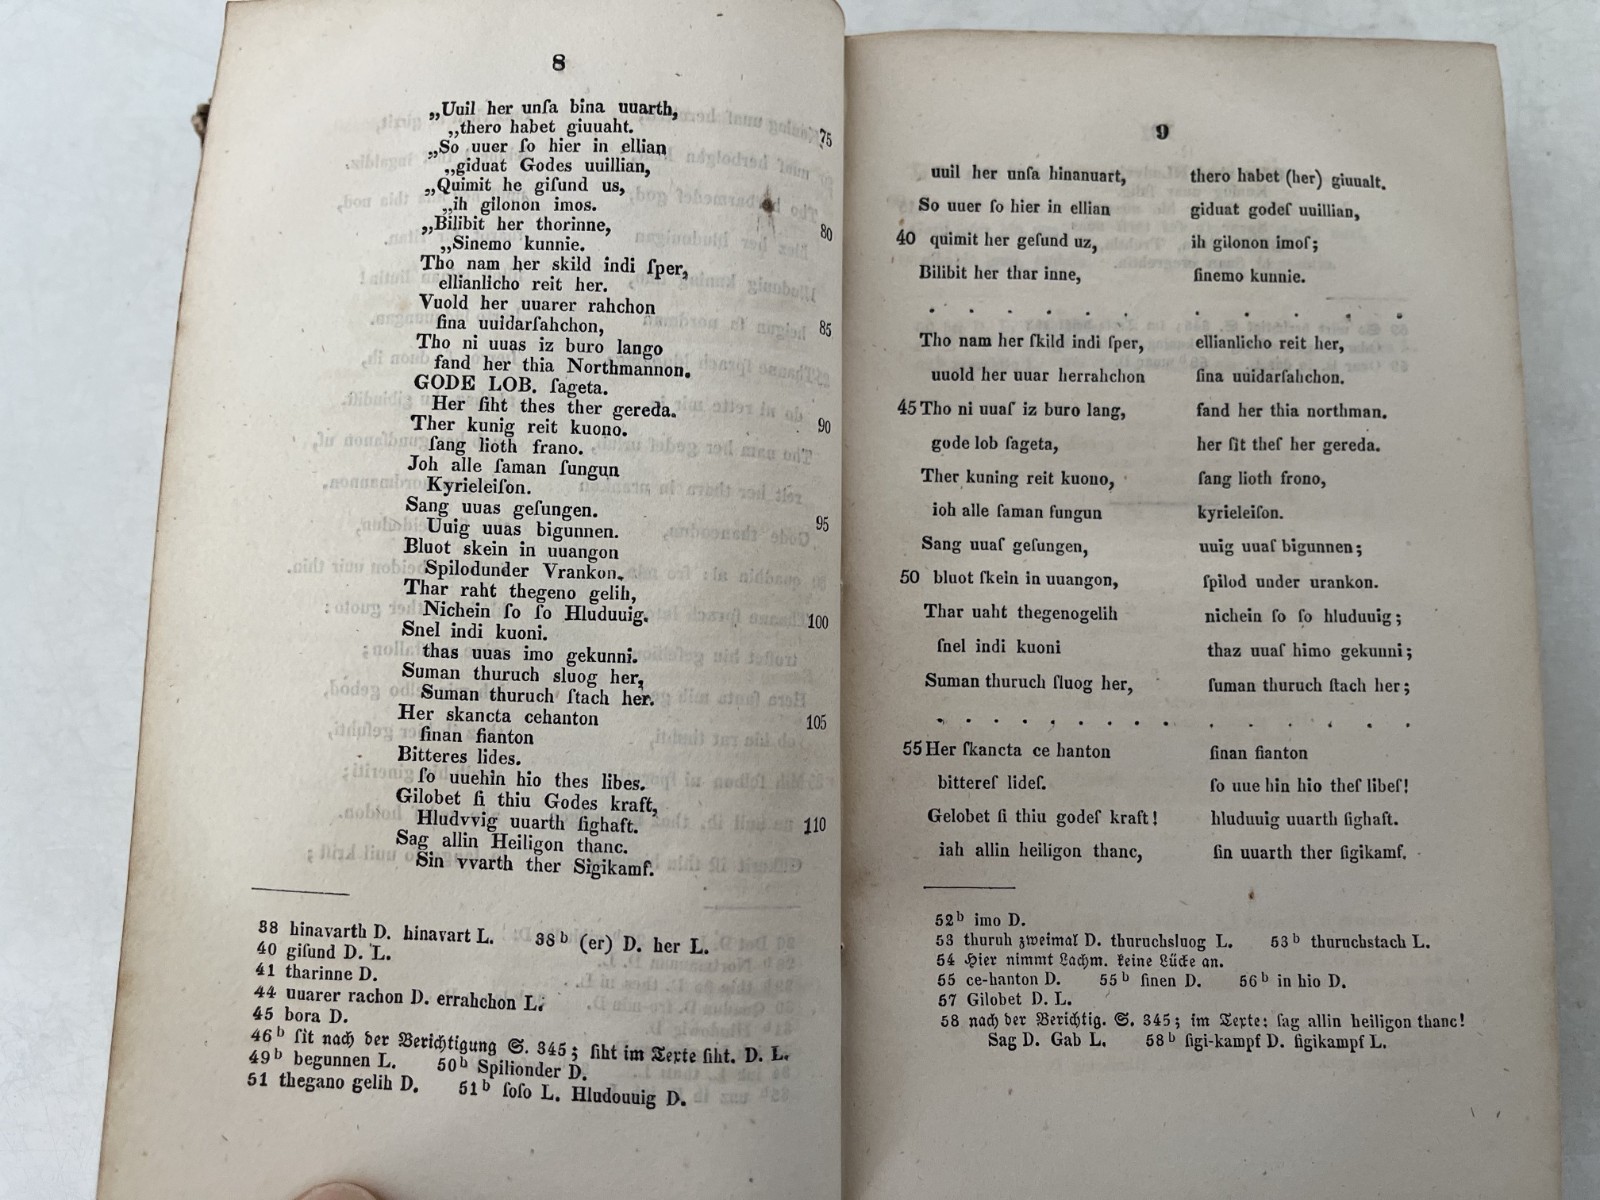 8
„Uuil her unſa bina uuarth,
„thero habet giuuaht. 75
„So uuer ſo hier in ellian
„giduat Godes uuillian,
„Quimit he giſund us,
„ih gilonon imos.
„Bilibit her thorinne, 80
„Sinemo kunnie.
Tho nam her skild indi ſper,
ellianlicho reit her.
Vuold her uuarer rahchon
ſina uuidarſahchon, 85
Tho ni uuas iz buro lango
fand her thia Northmannon.
GODE LOB. ſageta.
Her ſiht thes ther gereda.
Ther kunig reit kuono. 90
ſang lioth frano.
Joh alle ſaman ſungun
Kyrieleiſon.
Sang uuas geſungen.
Uuig uuas bigunnen. 95
Bluot skein in uuangon
Spilodunder Vrankon.
Thar raht thegeno gelih,
Nichein ſo ſo Hluduuig.
Snel indi kuoni. 100
thas uuas imo gekunni.
Suman thuruch sluog her,
Suman thuruch ſtach her.
Her skancta cehanton
ſinan fianton 105
Bitteres lides.
ſo uuehin hio thes libes.
Gilobet ſi thiu Godes kraft,
Hludvvig uuarth ſighaft.
Sag allin Heiligon thanc. 110
Sin vvarth ther Sigikamf.
38 hinavarth D. hinavart L. 38ᵇ (er) D. her L.
40 giſund D. L.
41 tharinne D.
44 uuarer rachon D. errahchon L.
45 bora D.
46ᵇ ſit nach der Berichtigung S. 345; ſiht im Texte ſiht. D. L.
49ᵇ begunnen L. 50ᵇ Spilionder D.
51 thegano gelih D. 51ᵇ ſoſo L. Hludouuig D.
9
uuil her unſa hinanuart, thero habet (her) giuualt.
So uuer ſo hier in ellian giduat godeſ uuillian,
40 quimit her geſund uz, ih gilonon imoſ;
Bilibit her thar inne, ſinemo kunnie.
. . . . . . . . . . . . . .
Tho nam her ſkild indi ſper, ellianlicho reit her,
uuold her uuar herrahchon ſina uuidarſahchon.
45 Tho ni uuaſ iz buro lang, fand her thia northman.
gode lob ſageta, her ſit theſ her gereda.
Ther kuning reit kuono, ſang lioth frono,
ioh alle ſaman ſungun kyrieleiſon.
Sang uuaſ geſungen, uuig uuaſ bigunnen;
50 bluot ſkein in uuangon, ſpilod under urankon.
Thar uaht thegenogelih nichein ſo ſo hluduuig;
ſnel indi kuoni thaz uuaſ himo gekunni;
Suman thuruch ſluog her, ſuman thuruch ſtach her;
. . . . . . . . . . . . . .
55 Her ſkancta ce hanton ſinan fianton
bittereſ lideſ. ſo uue hin hio theſ libeſ!
Gelobet ſi thiu godeſ kraft! hluduuig uuarth ſighaft.
iah allin heiligon thanc, ſin uuarth ther ſigikamf.
52ᵇ imo D.
53 thuruh zweimal D. thuruchsluog L. 53ᵇ thuruchstach L.
54 Hier nimmt Lachm. keine Lücke an.
55 ce-hanton D. 55ᵇ ſinen D. 56ᵇ in hio D.
57 Gilobet D. L.
58 nach der Berichtig. S. 345; im Texte: ſag allin heiligon thanc!
Sag D. Gab L. 58ᵇ ſigi-kampf D. ſigikampf L.